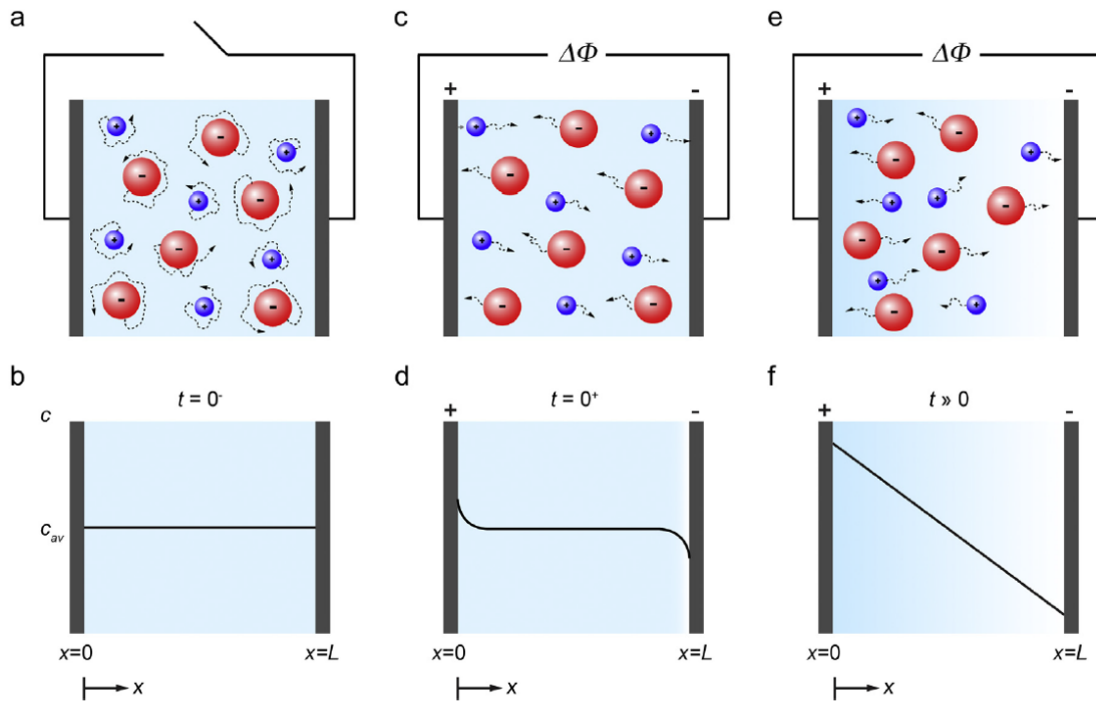 a
c
e
ΔΦ
ΔΦ
+ -
+ -
+ - + - + - + - + - + - + -
+ - + - + - + - + - + - + -
+ - + - + - + - + - + - + -
b
d
f
t = 0⁻
t = 0⁺
t » 0
c
+ -
+ -
c_av
x=0 x=L
x=0 x=L
x=0 x=L
x
x
x